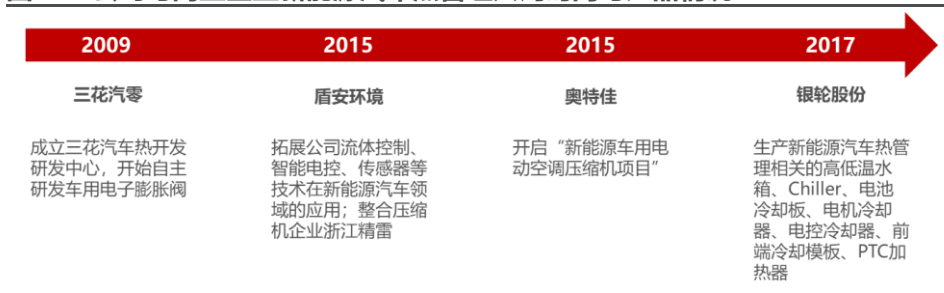 2009
2015
2015
2017
三花汽零
盾安环境
奥特佳
银轮股份
成立三花汽车热开发
研发中心，开始自主
研发车用电子膨胀阀
拓展公司流体控制、
智能电控、传感器等
技术在新能源汽车领
域的应用；整合压缩
机企业浙江精雷
开启“新能源车用电
动空调压缩机项目”
生产新能源汽车热管
理相关的高低温水
箱、Chiller、电池
冷却板、电机冷却
器、电控冷却器、前
端冷却模板、PTC加
热器